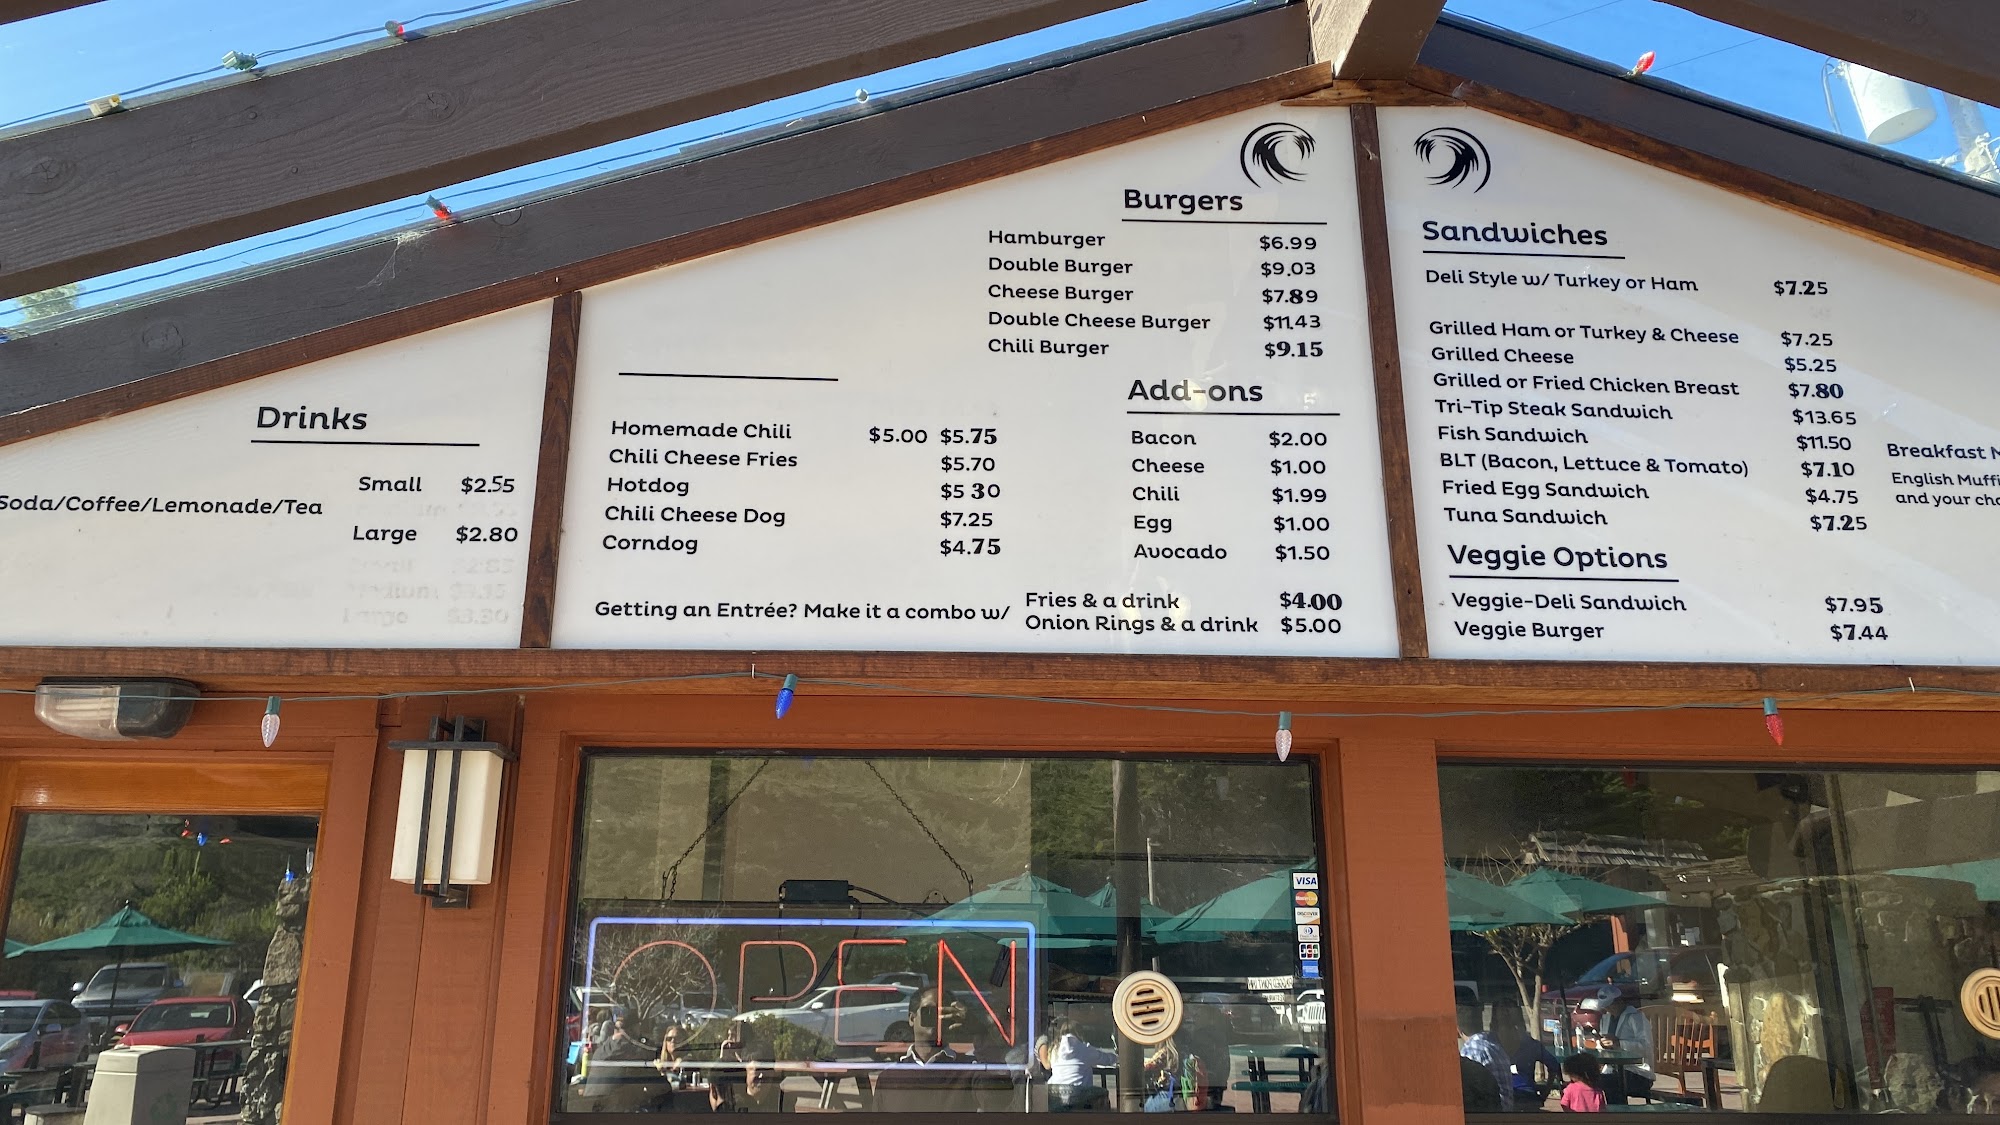 Drinks
Soda/Coffee/Lemonade/Tea
Small $2.55
Large $2.80
Homemade Chili $5.00 $5.75
Chili Cheese Fries $5.70
Hotdog $5 30
Chili Cheese Dog $7.25
Corndog $4.75
Burgers
Hamburger $6.99
Double Burger $9.03
Cheese Burger $7.89
Double Cheese Burger $11.43
Chili Burger $9.15
Add-ons
Bacon $2.00
Cheese $1.00
Chili $1.99
Egg $1.00
Avocado $1.50
Getting an Entrée? Make it a combo w/
Fries & a drink $4.00
Onion Rings & a drink $5.00
Sandwiches
Deli Style w/ Turkey or Ham $7.25
Grilled Ham or Turkey & Cheese $7.25
Grilled Cheese $5.25
Grilled or Fried Chicken Breast $7.80
Tri-Tip Steak Sandwich $13.65
Fish Sandwich $11.50
BLT (Bacon, Lettuce & Tomato) $7.10
Fried Egg Sandwich $4.75
Tuna Sandwich $7.25
Veggie Options
Veggie-Deli Sandwich $7.95
Veggie Burger $7.44
Breakfast
English
and your
OPEN
VISA
MasterCard
DISCOVER